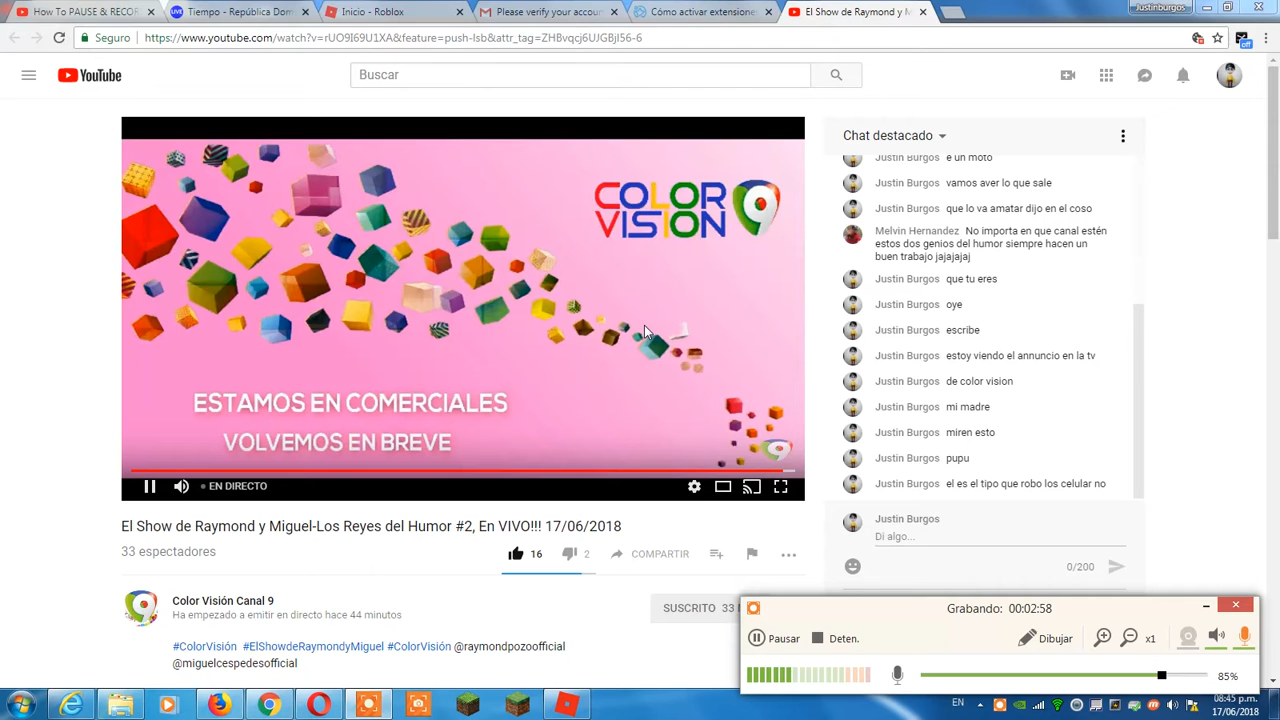 How To PAUSE & RECOR
Tiempo - República Dom
Inicio - Roblox
Please verify your accoun
Cómo activar extensione
El Show de Raymond y M
Justinburgos
Seguro
https://www.youtube.com/watch?v=rUO9I69U1XA&feature=push-lsb&attr_tag=ZHBvqcj6UJGBjI56-6
off
YouTube
Buscar
COLOR
VISION 9
ESTAMOS EN COMERCIALES
VOLVEMOS EN BREVE
EN DIRECTO
Chat destacado
Justin Burgos e un moto
Justin Burgos vamos aver lo que sale
Justin Burgos que lo va amatar dijo en el coso
Melvin Hernandez No importa en que canal estén
estos dos genios del humor siempre hacen un
buen trabajo jajajajaj
Justin Burgos que tu eres
Justin Burgos oye
Justin Burgos escribe
Justin Burgos estoy viendo el annuncio en la tv
Justin Burgos de color vision
Justin Burgos mi madre
Justin Burgos miren esto
Justin Burgos pupu
Justin Burgos el es el tipo que robo los celular no
Justin Burgos
Di algo...
0/200
El Show de Raymond y Miguel-Los Reyes del Humor #2, En VIVO!!! 17/06/2018
33 espectadores
16
2
COMPARTIR
Color Visión Canal 9
Ha empezado a emitir en directo hace 44 minutos
SUSCRITO 33
#ColorVisión #ElShowdeRaymondyMiguel #ColorVisión @raymondpozoofficial
@miguelcespedesofficial
Grabando: 00:02:58
Pausar
Deten.
Dibujar
x1
85%
EN
08:45 p.m.
17/06/2018